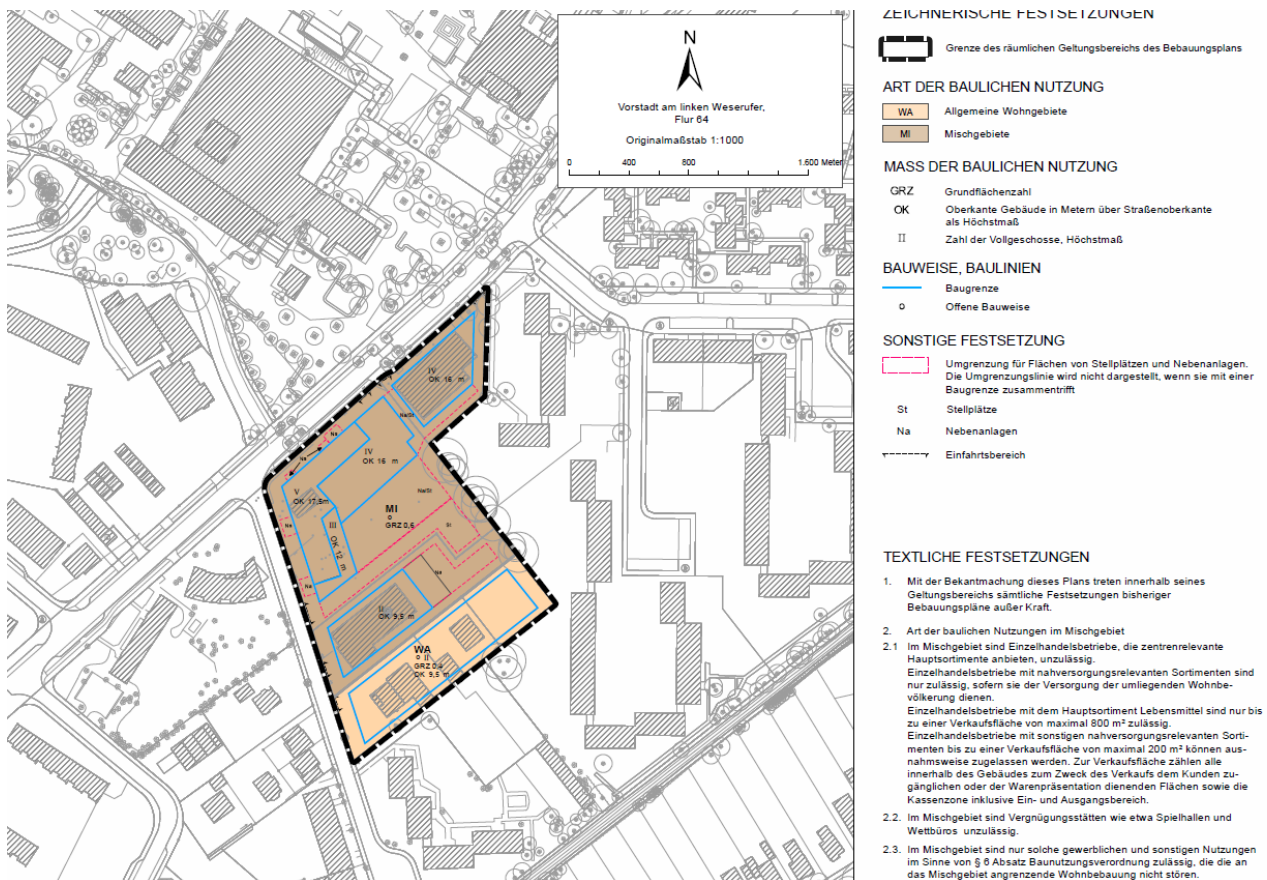 N
Vorstadt am linken Weserufer,
Flur 64
Originalmaßstab 1:1000
0 400 800 1.600 Meter
IV
OK 16 m
Na/St
Na
Na
IV
OK 16 m
V
OK 17,5m
Na/St
MI
o
GRZ 0,6
III
OK 12 m
Na
St
Na
Na
II
OK 9,5 m
WA
o II
GRZ 0,4
OK 9,5 m
ZEICHNERISCHE FESTSETZUNGEN
Grenze des räumlichen Geltungsbereichs des Bebauungsplans
ART DER BAULICHEN NUTZUNG
WA Allgemeine Wohngebiete
MI Mischgebiete
MASS DER BAULICHEN NUTZUNG
GRZ Grundflächenzahl
OK Oberkante Gebäude in Metern über Straßenoberkante
als Höchstmaß
II Zahl der Vollgeschosse, Höchstmaß
BAUWEISE, BAULINIEN
Baugrenze
o Offene Bauweise
SONSTIGE FESTSETZUNG
Umgrenzung für Flächen von Stellplätzen und Nebenanlagen.
Die Umgrenzungslinie wird nicht dargestellt, wenn sie mit einer
Baugrenze zusammentrifft
St Stellplätze
Na Nebenanlagen
Einfahrtsbereich
TEXTLICHE FESTSETZUNGEN
1. Mit der Bekanntmachung dieses Plans treten innerhalb seines
Geltungsbereichs sämtliche Festsetzungen bisheriger
Bebauungspläne außer Kraft.
2. Art der baulichen Nutzungen im Mischgebiet
2.1 Im Mischgebiet sind Einzelhandelsbetriebe, die zentrenrelevante
Hauptsortimente anbieten, unzulässig.
Einzelhandelsbetriebe mit nahversorgungsrelevanten Sortimenten sind
nur zulässig, sofern sie der Versorgung der umliegenden Wohnbe-
völkerung dienen.
Einzelhandelsbetriebe mit dem Hauptsortiment Lebensmittel sind nur bis
zu einer Verkaufsfläche von maximal 800 m² zulässig.
Einzelhandelsbetriebe mit sonstigen nahversorgungsrelevanten Sorti-
menten bis zu einer Verkaufsfläche von maximal 200 m² können aus-
nahmsweise zugelassen werden. Zur Verkaufsfläche zählen alle
innerhalb des Gebäudes zum Zweck des Verkaufs dem Kunden zu-
gänglichen oder der Warenpräsentation dienenden Flächen sowie die
Kassenzone inklusive Ein- und Ausgangsbereich.
2.2. Im Mischgebiet sind Vergnügungsstätten wie etwa Spielhallen und
Wettbüros unzulässig.
2.3. Im Mischgebiet sind nur solche gewerblichen und sonstigen Nutzungen
im Sinne von § 6 Absatz Baunutzungsverordnung zulässig, die die an
das Mischgebiet angrenzende Wohnbebauung nicht stören.